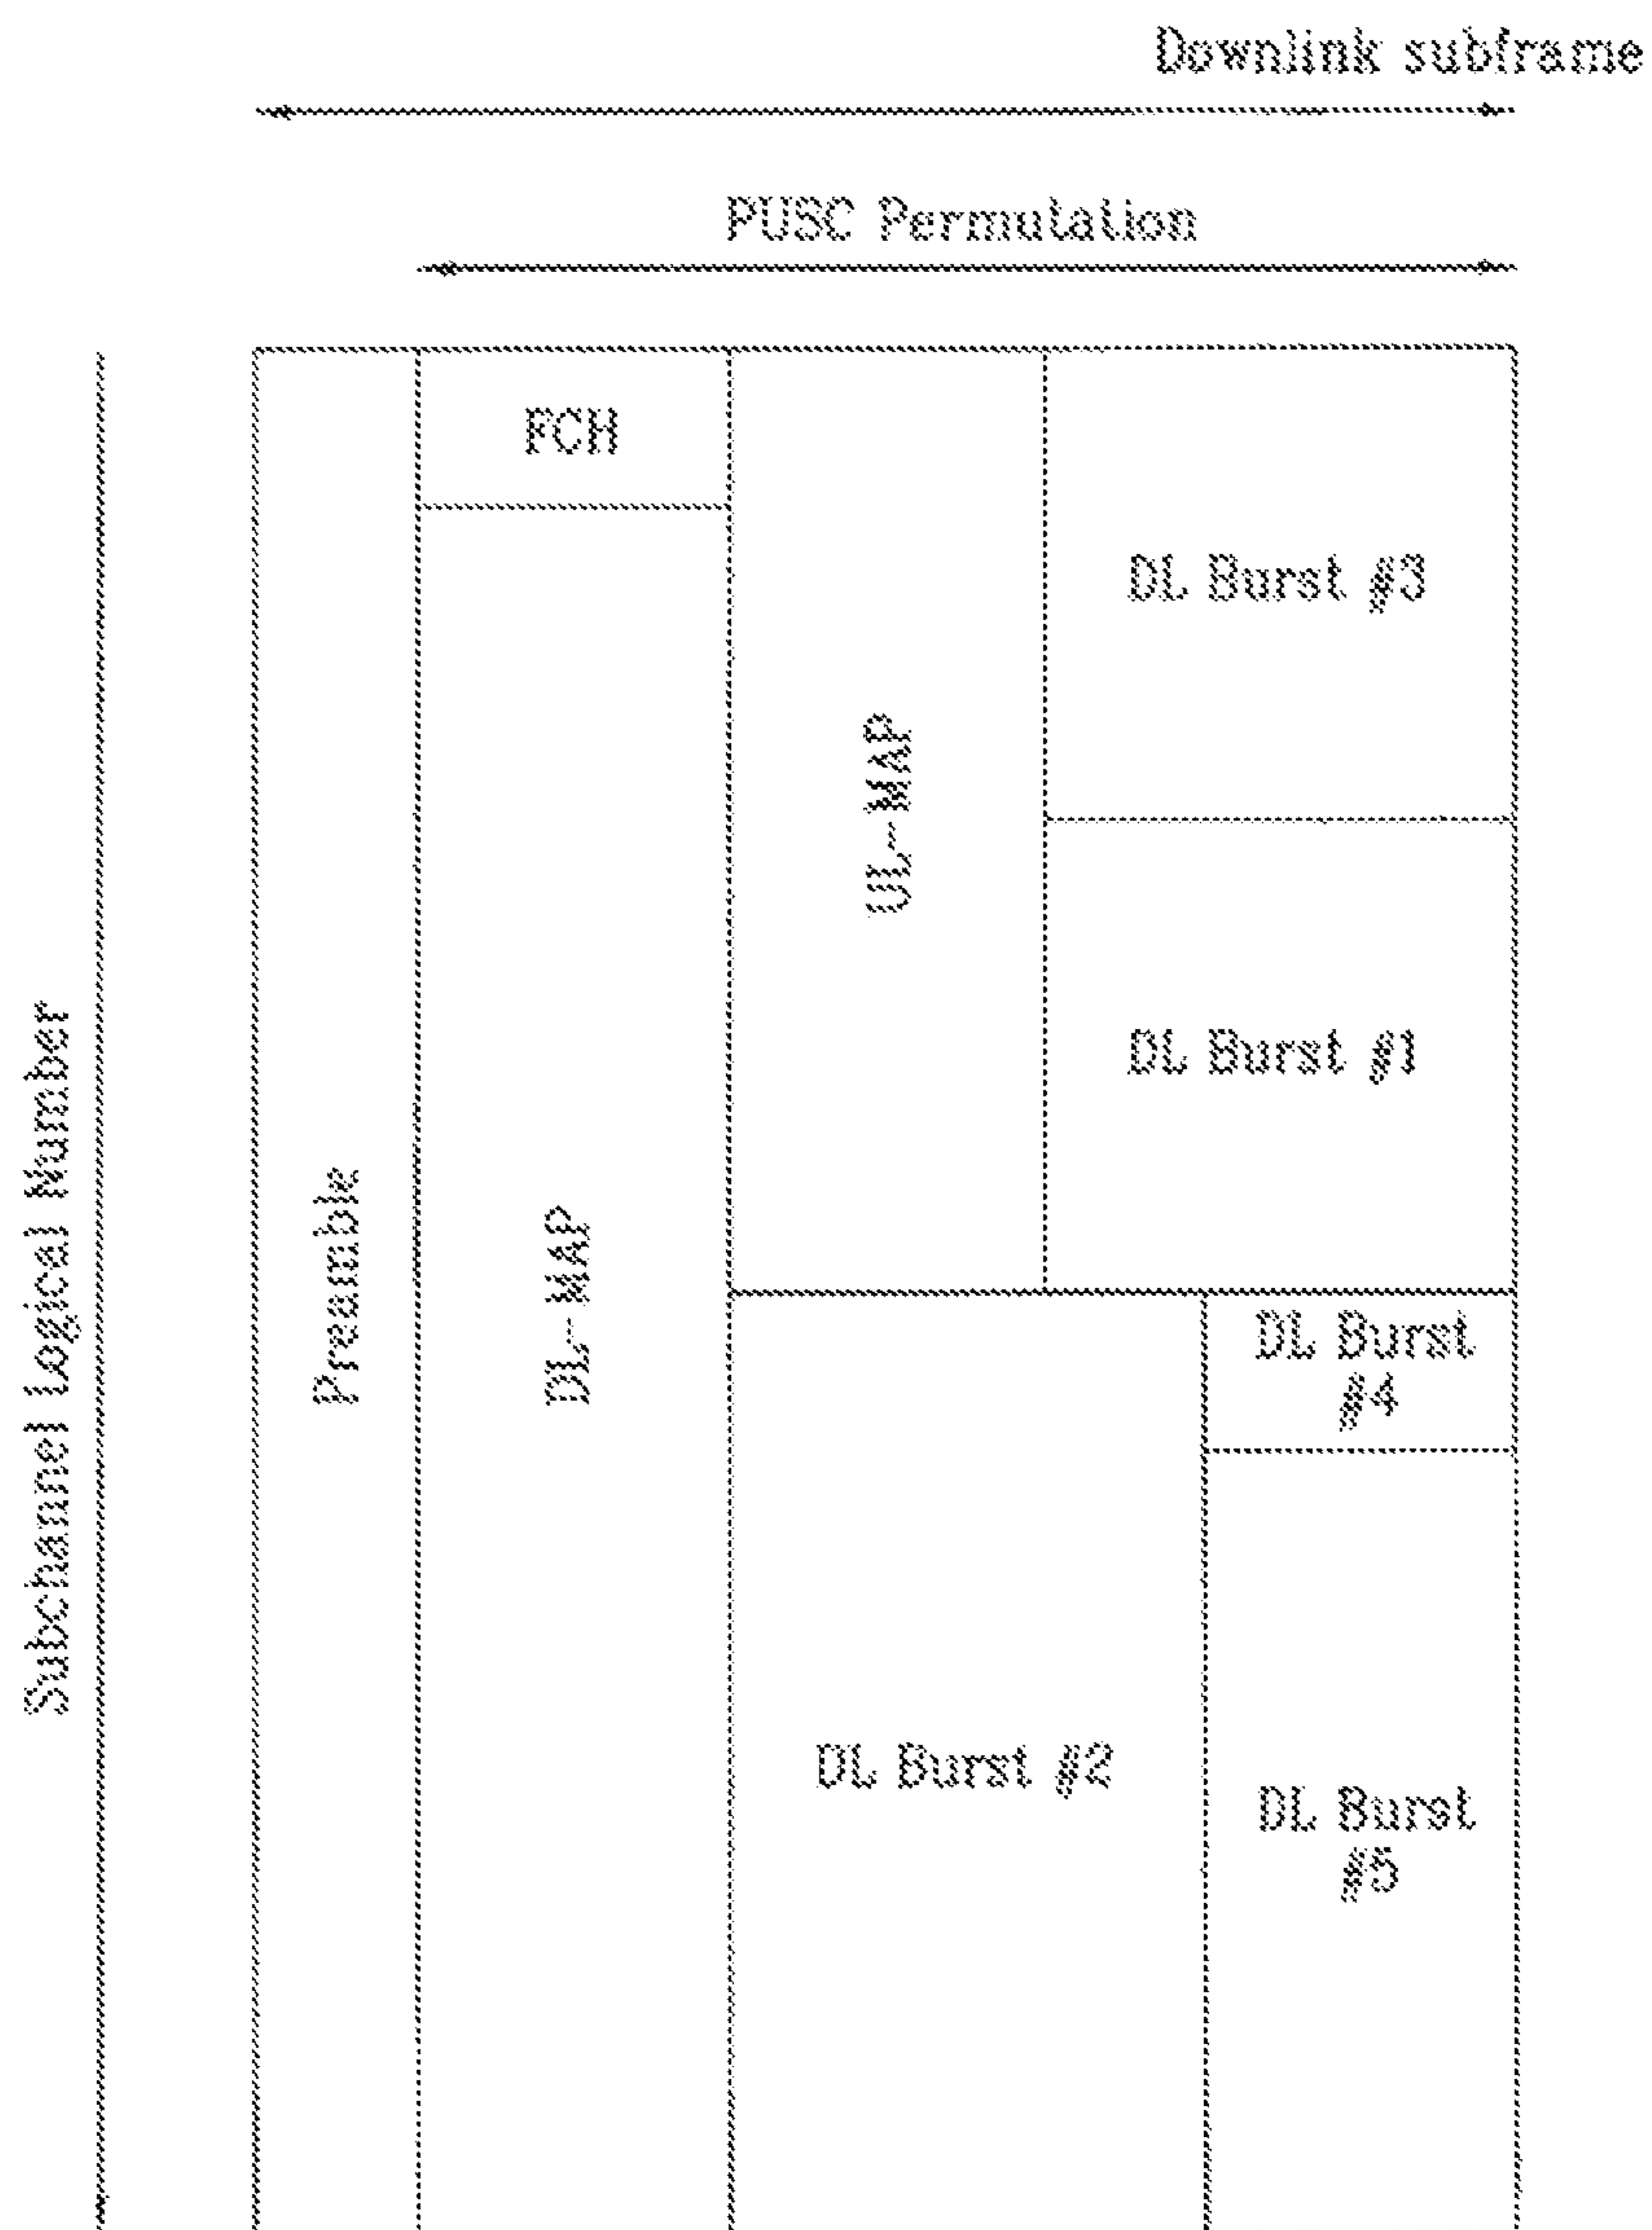 Downlink subframe
PUSC Permutation
FCH
DL Burst #3
UL-MAP
DL Burst #1
Subchannel Logical Number
Preamble
DL-MAP
DL Burst
#4
DL Burst #2
DL Burst
#5